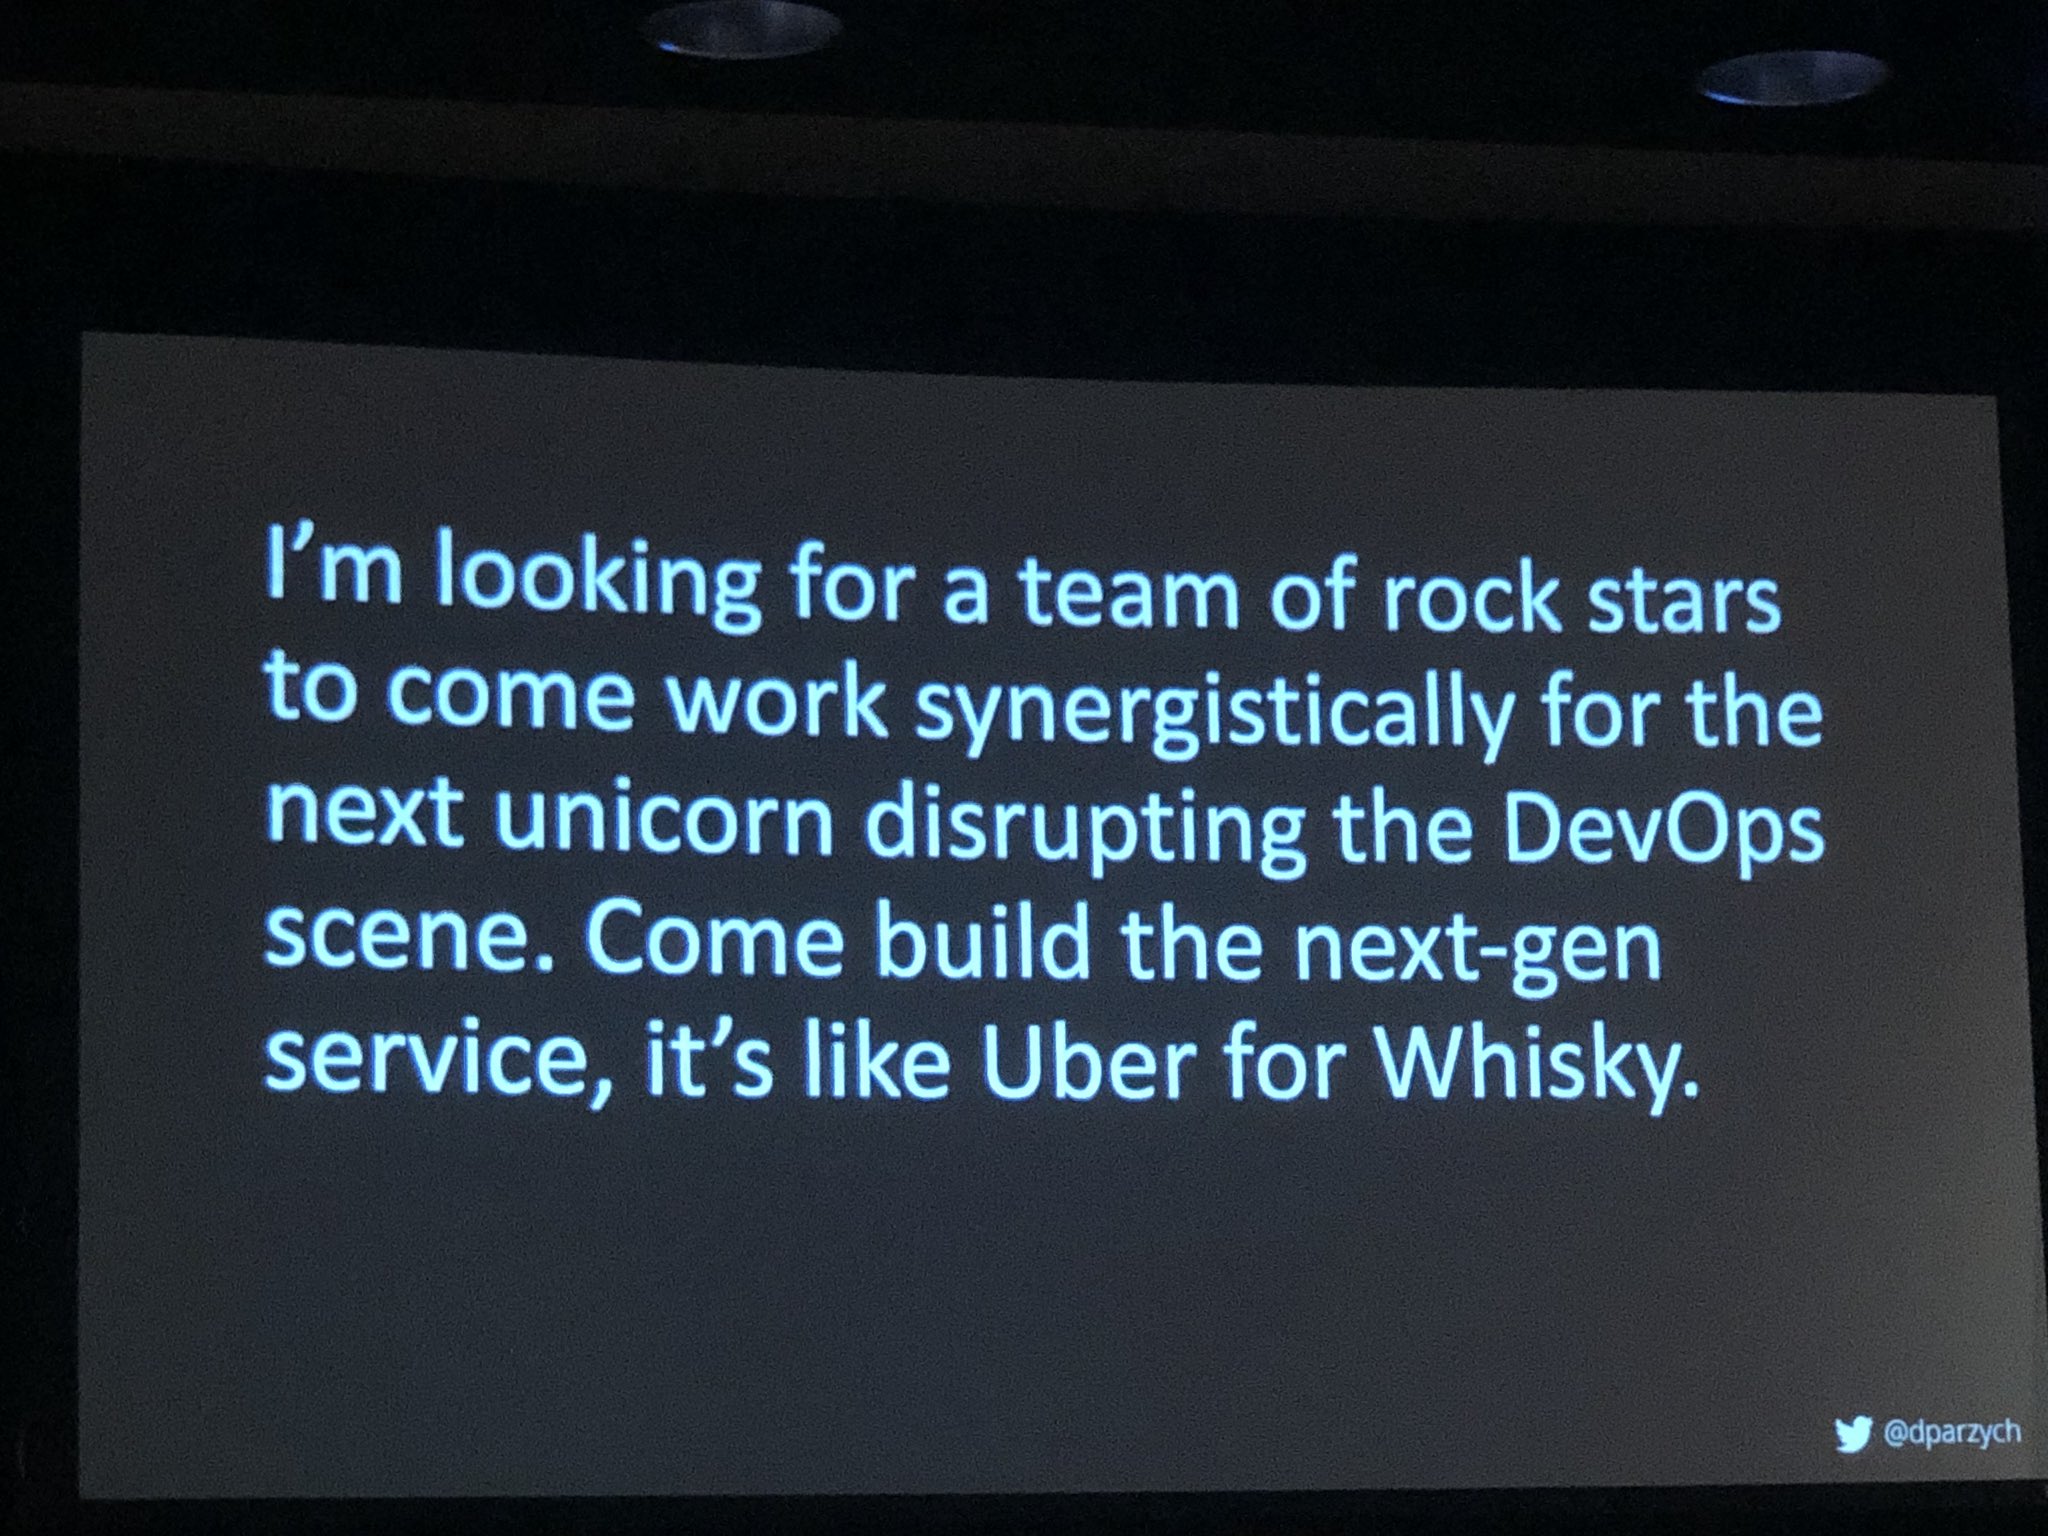 I’m looking for a team of rock stars
to come work synergistically for the
next unicorn disrupting the DevOps
scene. Come build the next-gen
service, it’s like Uber for Whisky.
@dparzych